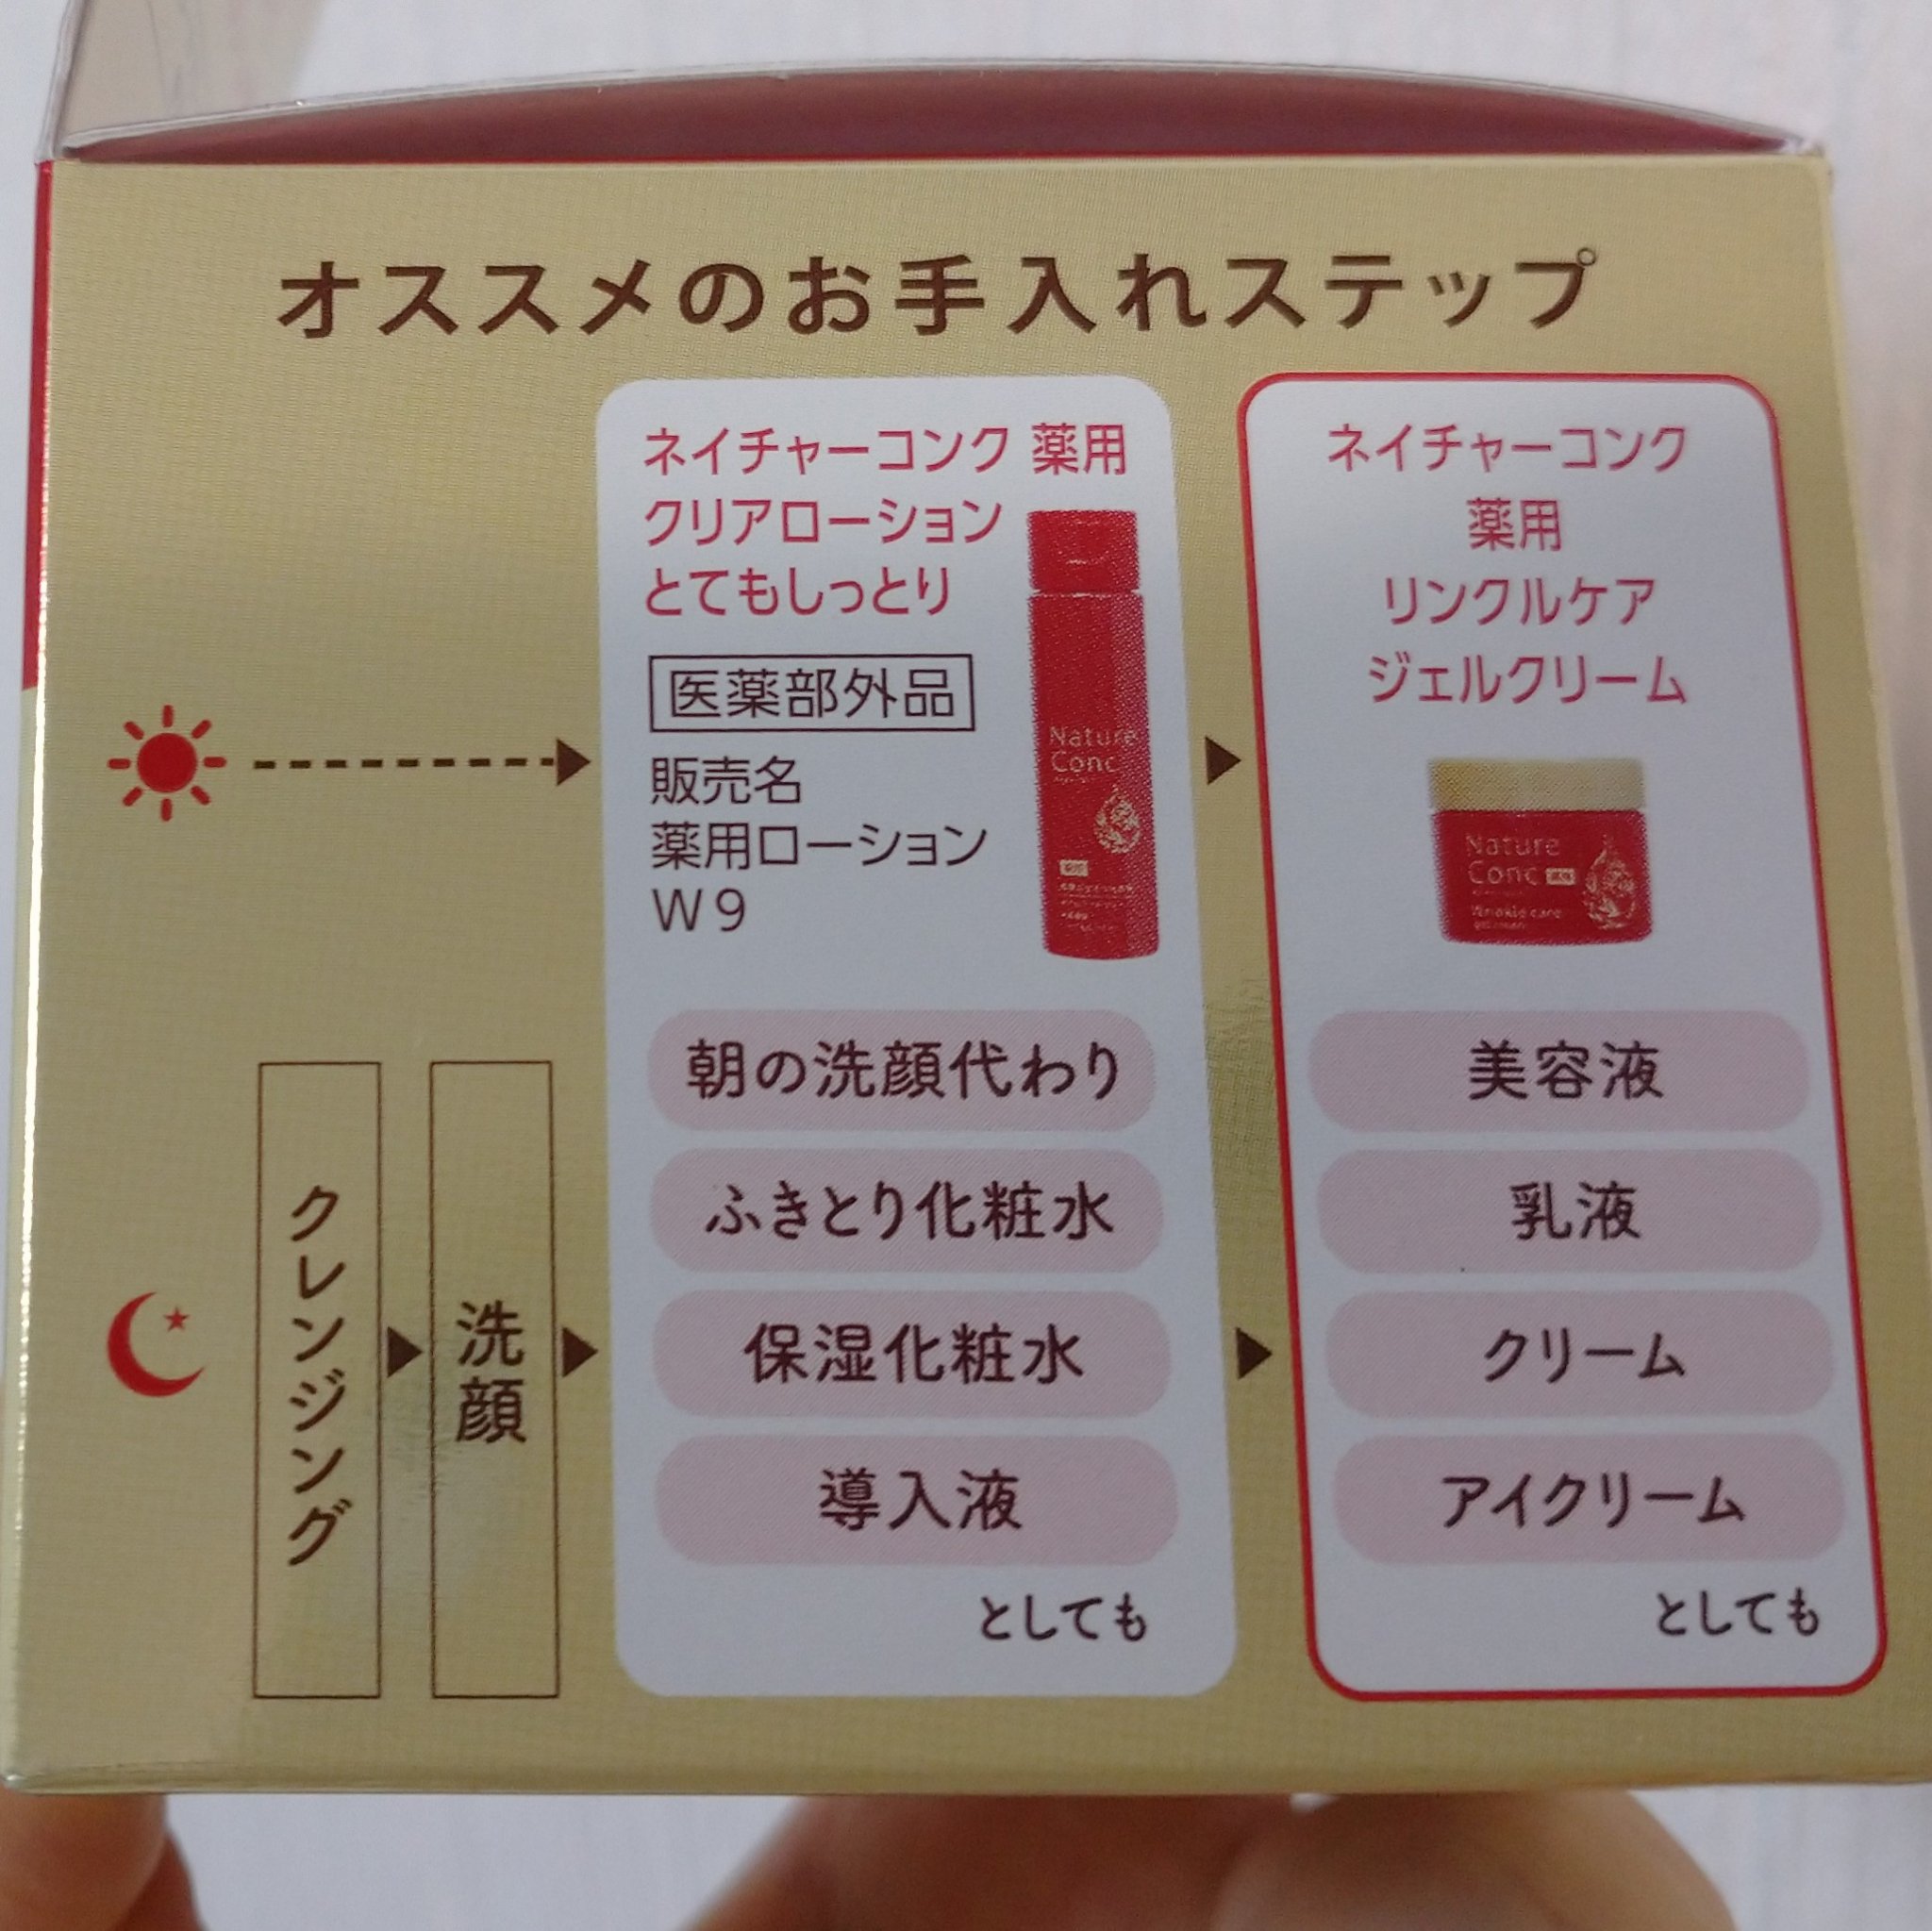 オススメのお手入れステップ
ネイチャーコンク 薬用
クリアローション
とてもしっとり
医薬部外品
販売名
薬用ローション
W9
Nature
Conc
朝の洗顔代わり
ふきとり化粧水
保湿化粧水
導入液
としても
ネイチャーコンク
薬用
リンクルケア
ジェルクリーム
Nature
Conc
Wrinkle care
美容液
乳液
クリーム
アイクリーム
としても
クレンジング
洗顔